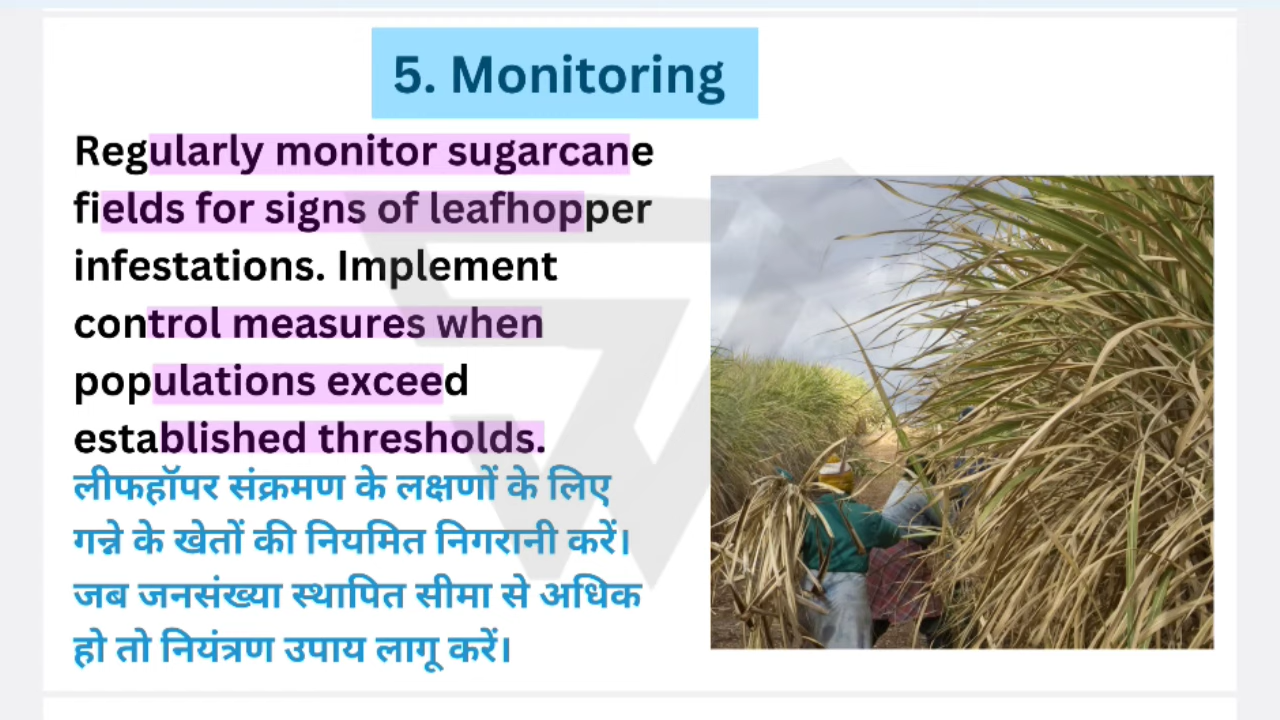 5. Monitoring
Regularly monitor sugarcane
fields for signs of leafhopper
infestations. Implement
control measures when
populations exceed
established thresholds.
लीफहॉपर संक्रमण के लक्षणों के लिए
गन्ने के खेतों की नियमित निगरानी करें।
जब जनसंख्या स्थापित सीमा से अधिक
हो तो नियंत्रण उपाय लागू करें।